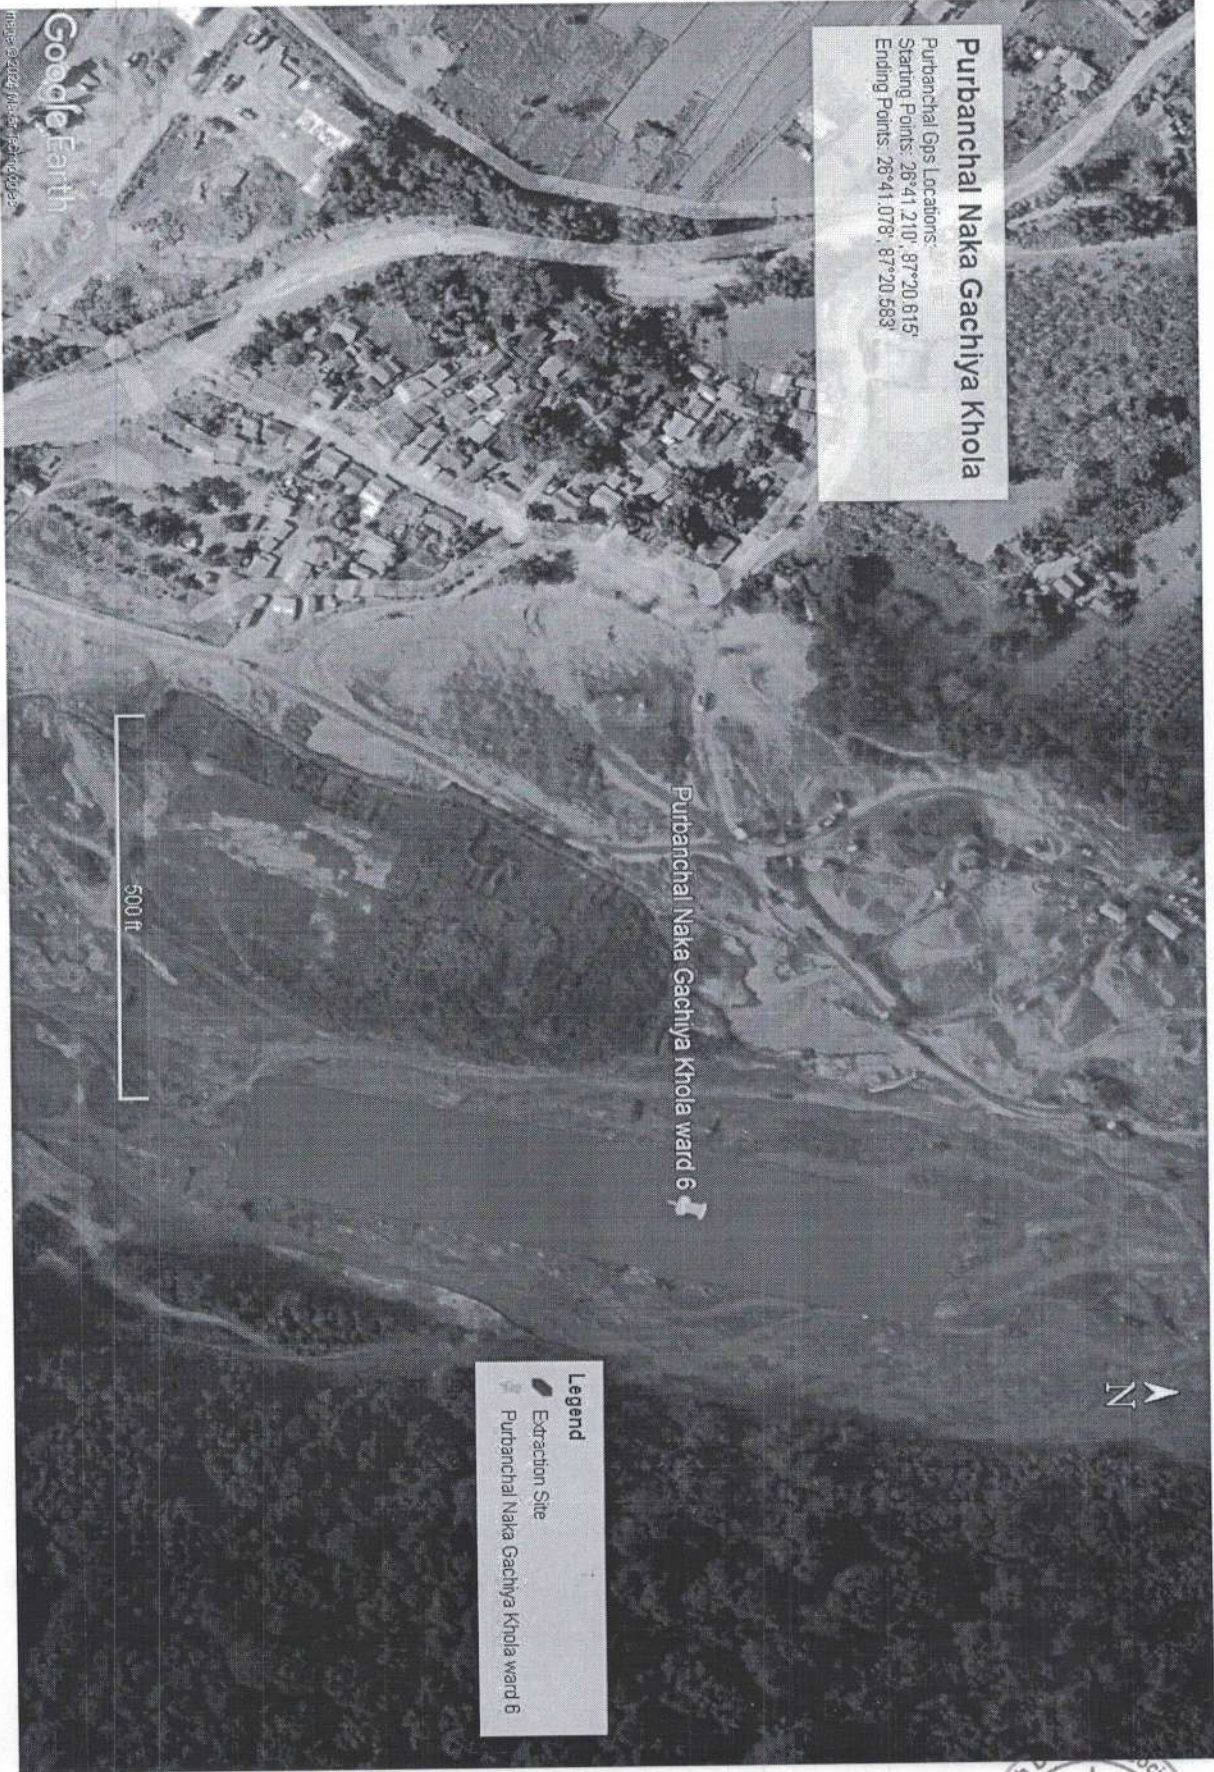 Purbanchal Naka Gachiya Khola
Purbanchal Gps Locations:
Starting Points: 26°41.210', 87°20.615'
Ending Points: 26°41.078', 87°20.583'
Purbanchal Naka Gachiya Khola ward 6
N
Legend
Extraction Site
Purbanchal Naka Gachiya Khola ward 6
500 ft
Google Earth